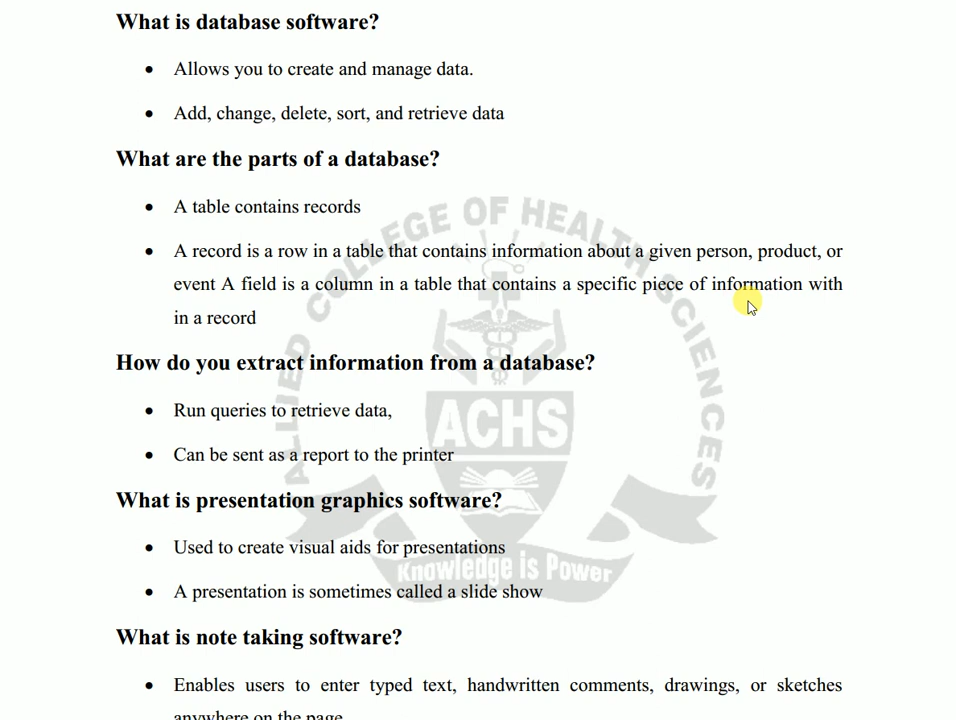 What is database software?
• Allows you to create and manage data.
• Add, change, delete, sort, and retrieve data
What are the parts of a database?
• A table contains records
• A record is a row in a table that contains information about a given person, product, or
event A field is a column in a table that contains a specific piece of information with
in a record
How do you extract information from a database?
• Run queries to retrieve data,
• Can be sent as a report to the printer
What is presentation graphics software?
• Used to create visual aids for presentations
• A presentation is sometimes called a slide show
What is note taking software?
• Enables users to enter typed text, handwritten comments, drawings, or sketches
anywhere on the page
ALLIED COLLEGE OF HEALTH SCIENCES
ACHS
Knowledge is Power